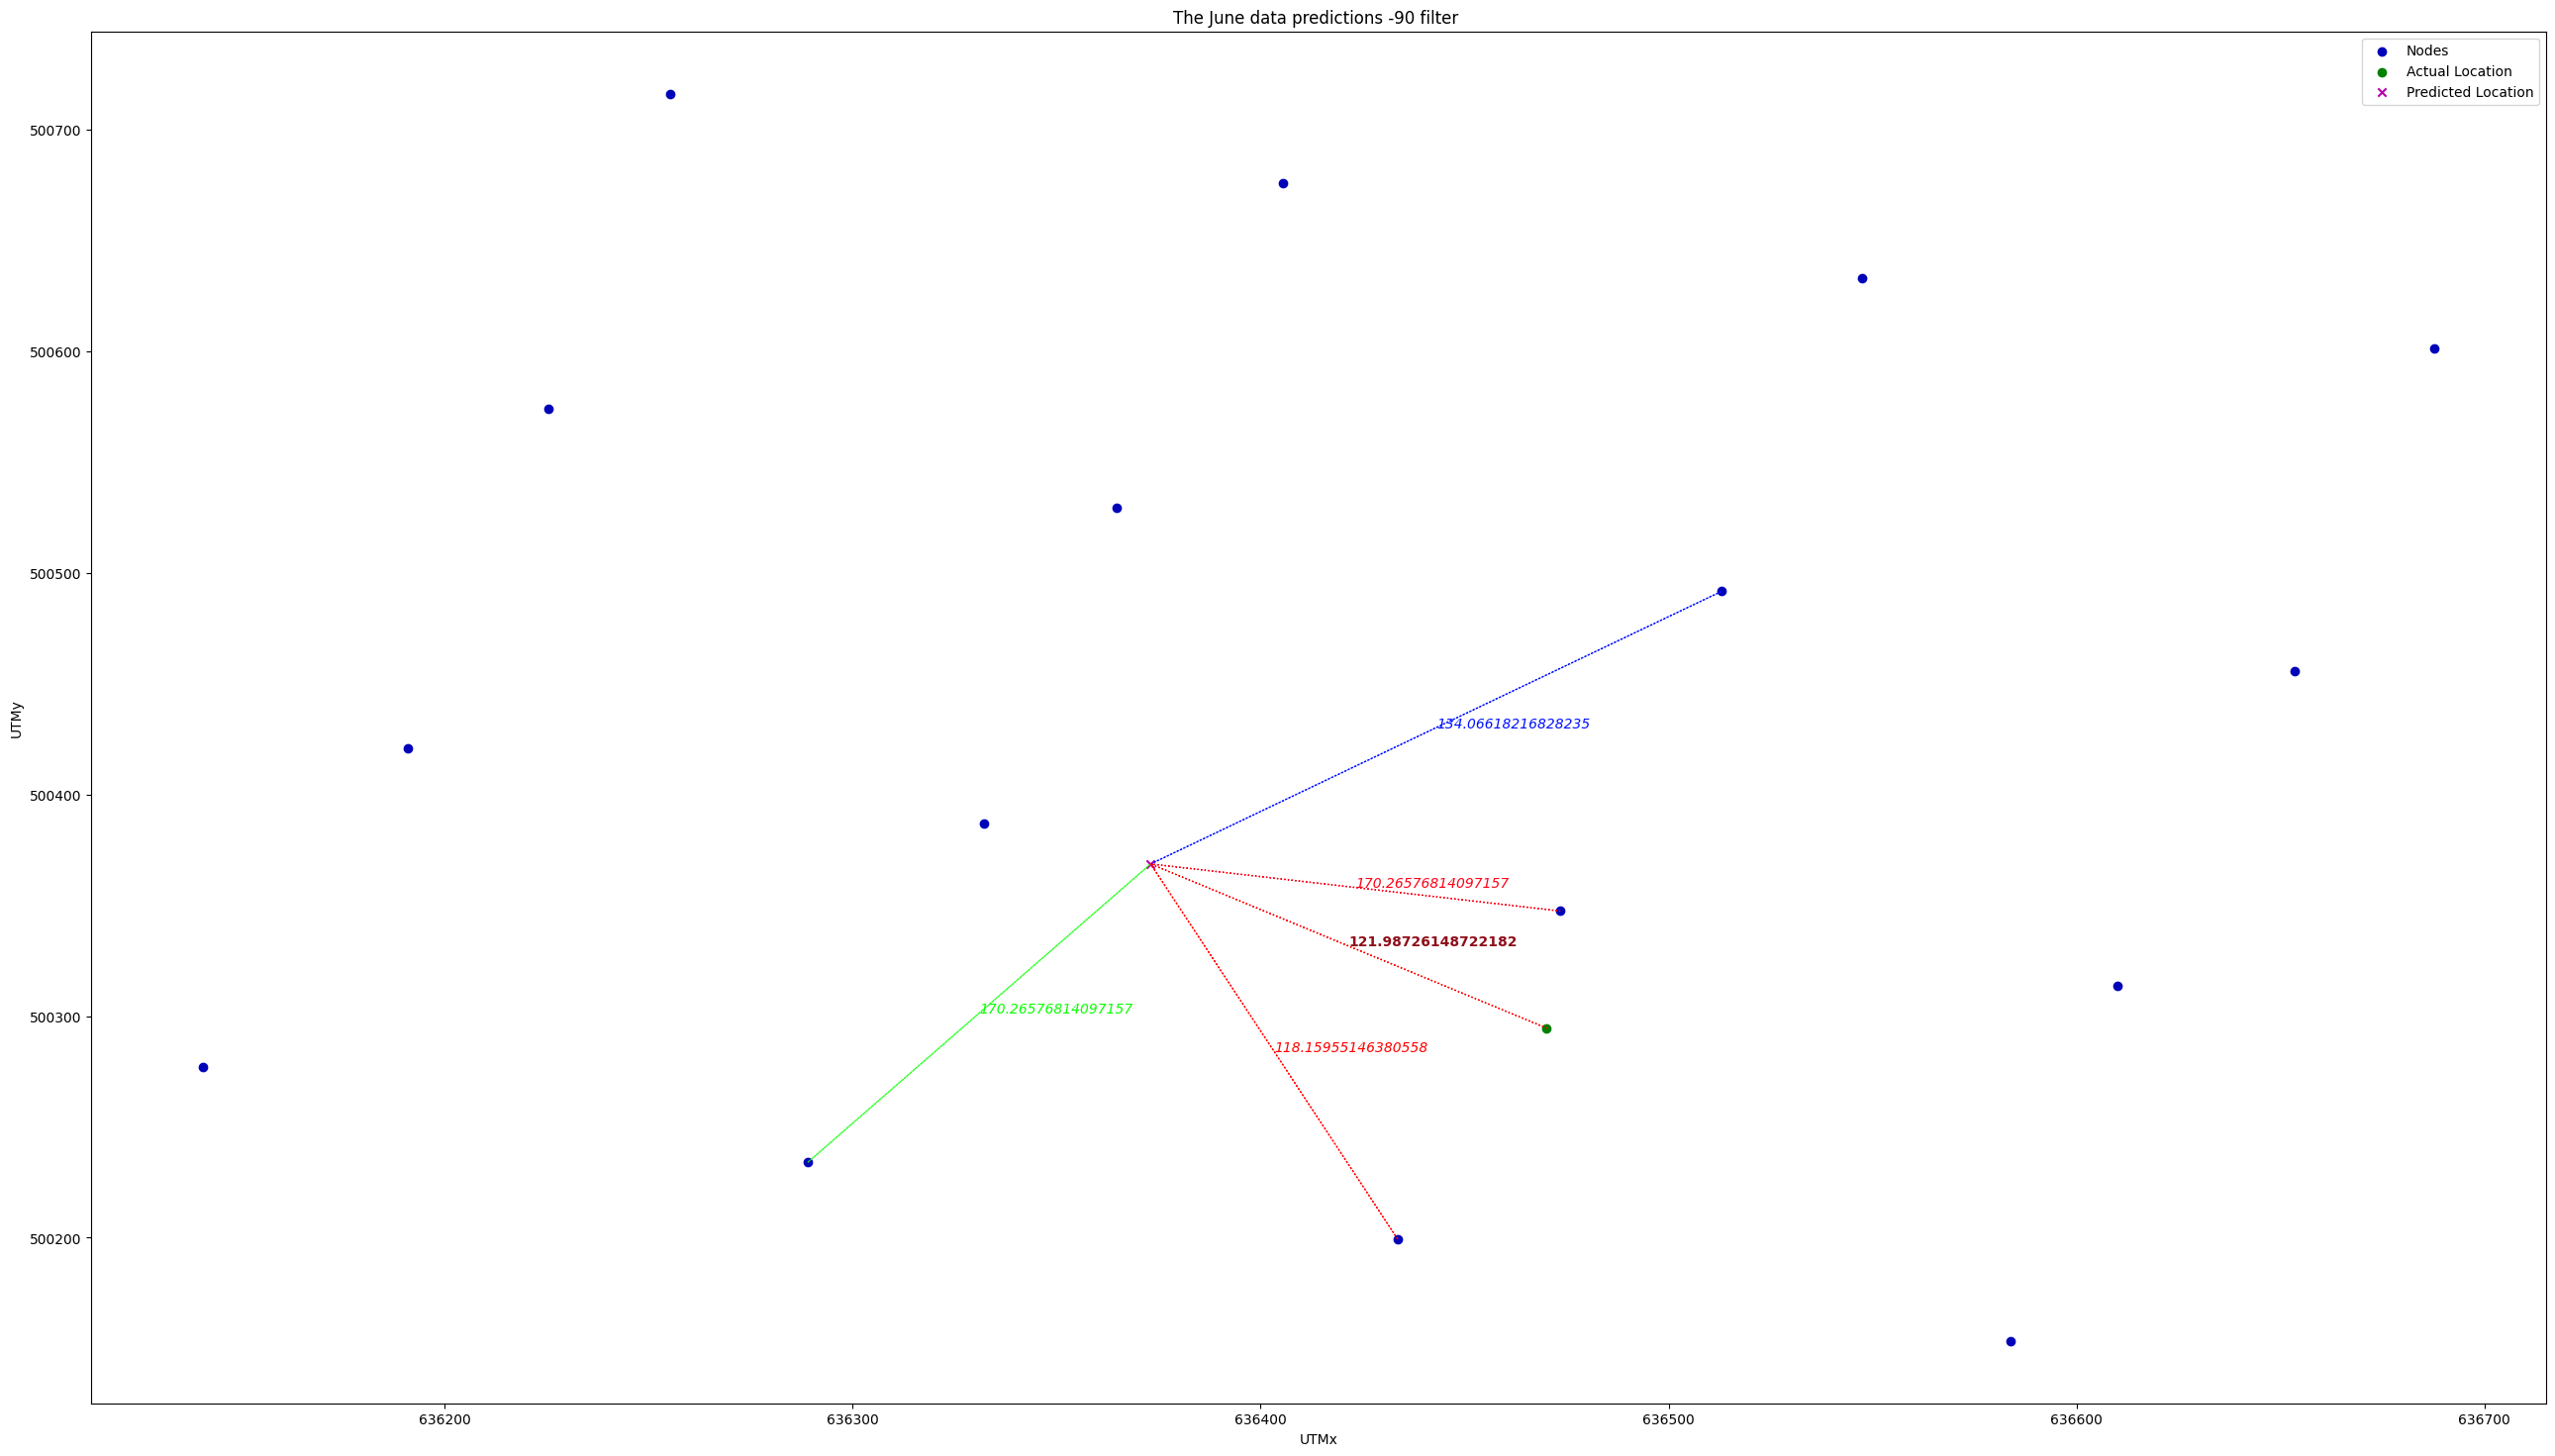 The June data predictions -90 filter
Nodes
Actual Location
Predicted Location
500700
500600
500500
500400
500300
500200
UTMy
134.06618216828235
170.26576814097157
121.98726148722182
170.26576814097157
118.15955146380558
636200
636300
636400
636500
636600
636700
UTMx